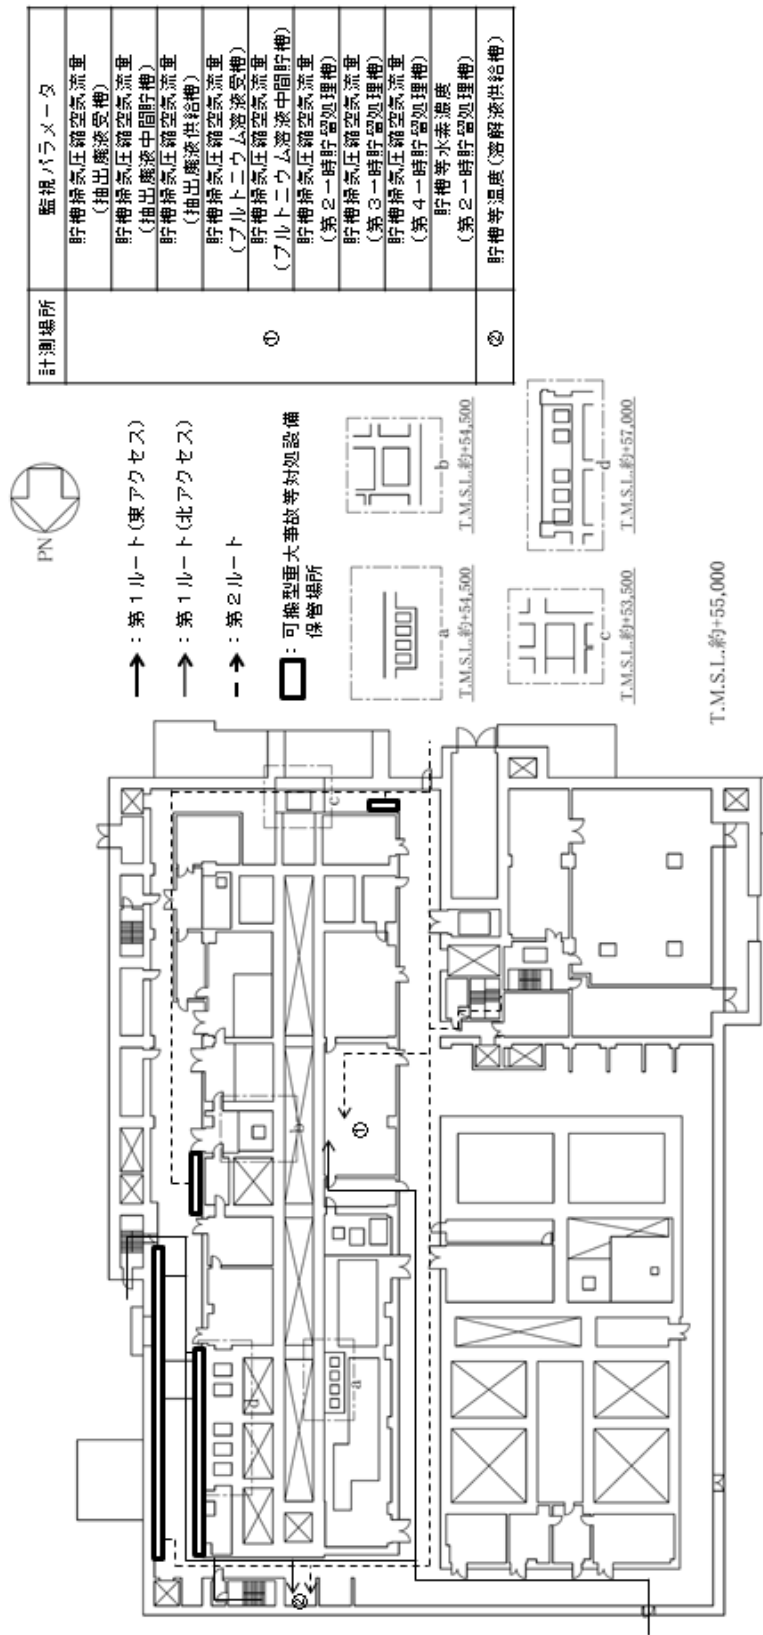 計測場所
監視パラメータ
①
貯槽掃気圧縮空気流量
(抽出廃液受槽)
貯槽掃気圧縮空気流量
(抽出廃液中間貯槽)
貯槽掃気圧縮空気流量
(抽出廃液供給槽)
貯槽掃気圧縮空気流量
(プルトニウム溶液受槽)
貯槽掃気圧縮空気流量
(プルトニウム溶液中間貯槽)
貯槽掃気圧縮空気流量
(第2一時貯留処理槽)
貯槽掃気圧縮空気流量
(第3一時貯留処理槽)
貯槽掃気圧縮空気流量
(第4一時貯留処理槽)
貯槽等水素濃度
(第2一時貯留処理槽)
②
貯槽等温度(溶解液供給槽)
PN
:第1ルート(東アクセス)
:第1ルート(北アクセス)
:第2ルート
:可搬型重大事故等対処設備
保管場所
a
T.M.S.L.約+54,500
b
T.M.S.L.約+54,500
c
T.M.S.L.約+53,500
d
T.M.S.L.約+57,000
T.M.S.L.約+55,000
c
b
①
d
a
②